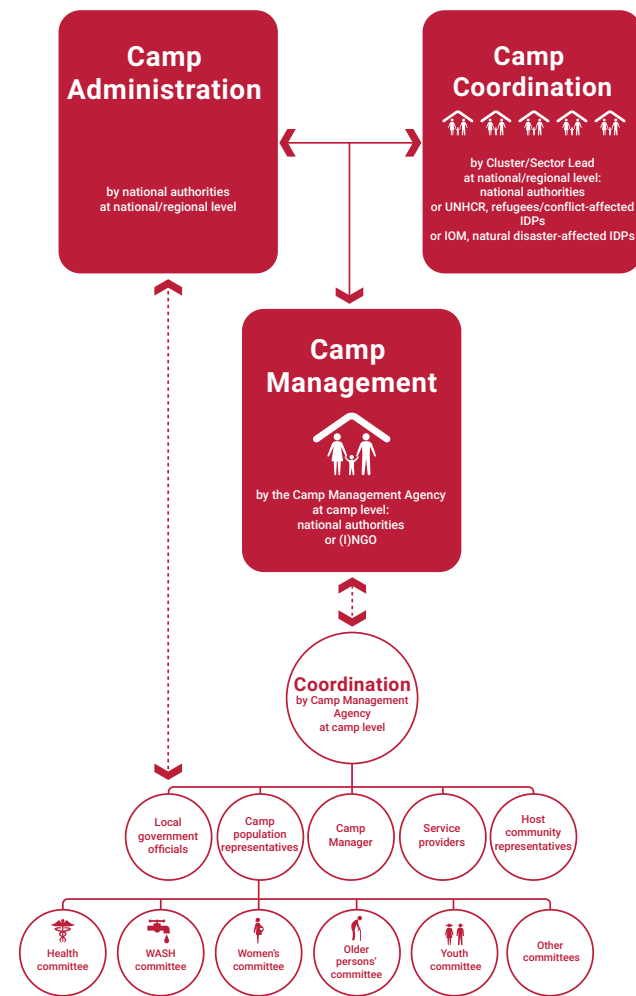 Camp
Administration
by national authorities
at national/regional level
Camp
Coordination
by Cluster/Sector Lead
at national/regional level:
national authorities
or UNHCR, refugees/conflict-affected
IDPs
or IOM, natural disaster-affected IDPs
Camp
Management
by the Camp Management Agency
at camp level:
national authorities
or (I)NGO
Coordination
by Camp Management
Agency
at camp level
Local
government
officials
Camp
population
representatives
Camp
Manager
Service
providers
Host
community
representatives
Health
committee
WASH
committee
Women's
committee
Older
persons'
committee
Youth
committee
Other
committees